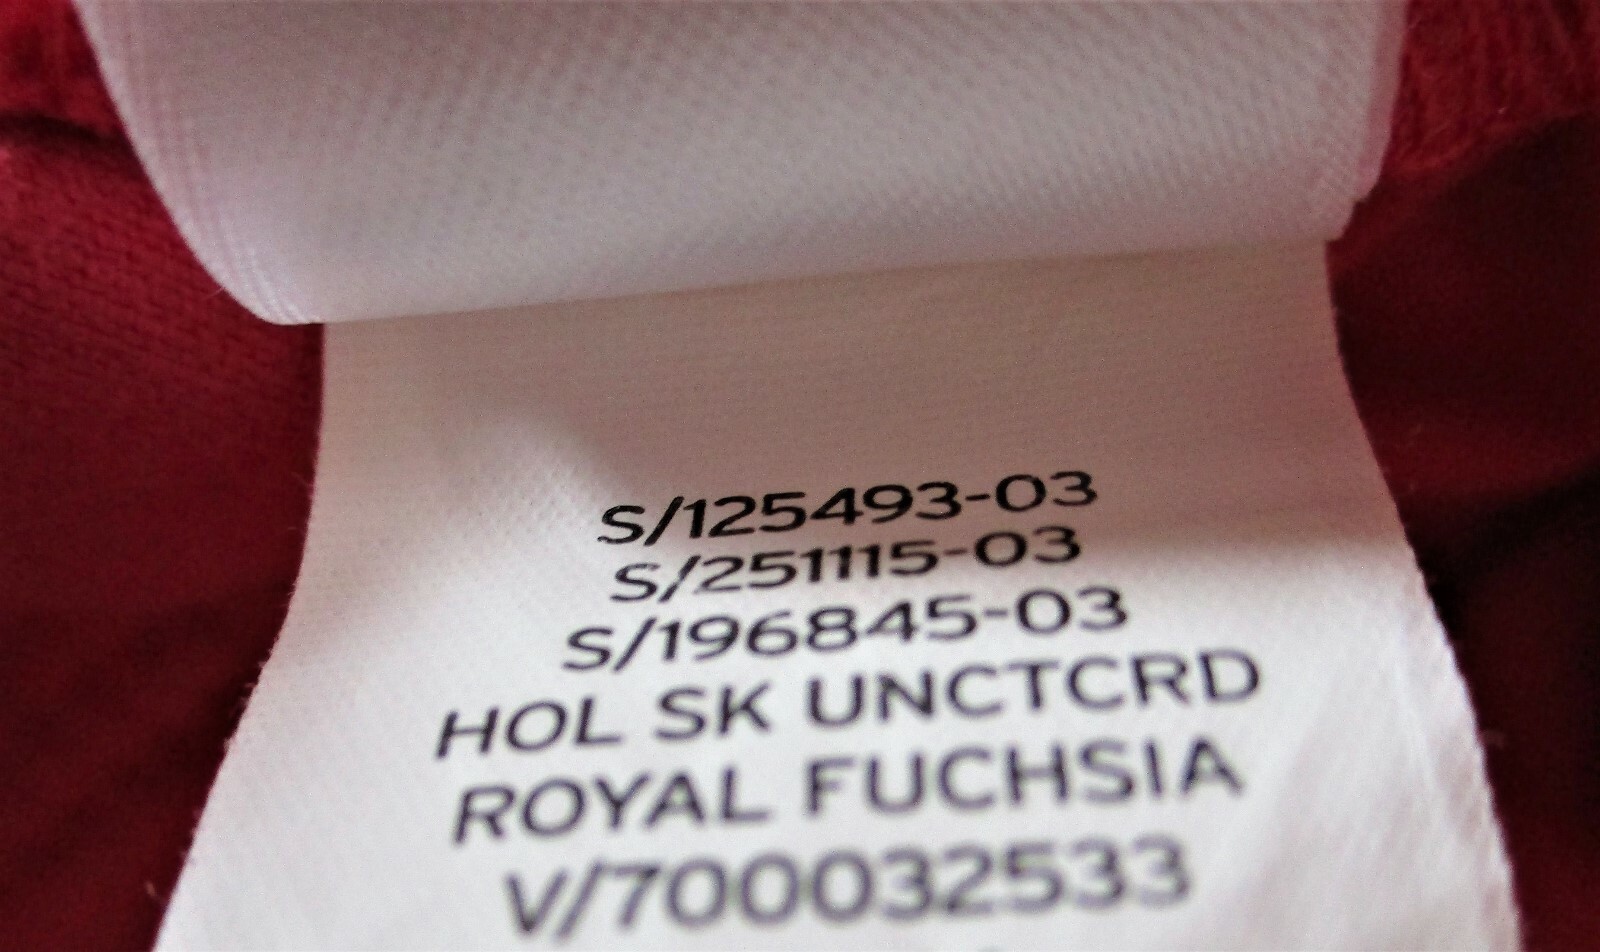 S/125493-03
S/251115-03
S/196845-03
HOL SK UNCTCRD
ROYAL FUCHSIA
V/700032533